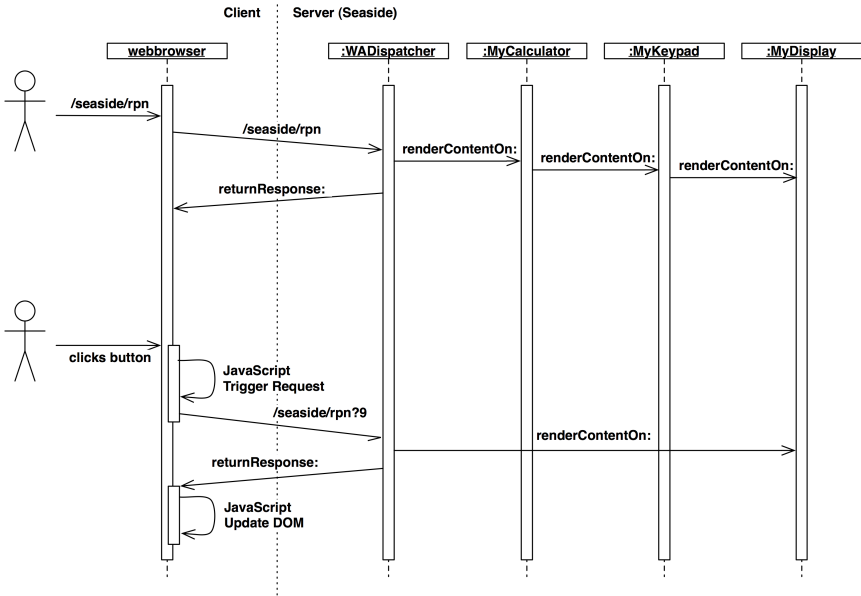 Client
Server (Seaside)
webbrowser
:WADispatcher
:MyCalculator
:MyKeypad
:MyDisplay
/seaside/rpn
/seaside/rpn
renderContentOn:
renderContentOn:
renderContentOn:
returnResponse:
clicks button
JavaScript
Trigger Request
/seaside/rpn?9
renderContentOn:
returnResponse:
JavaScript
Update DOM